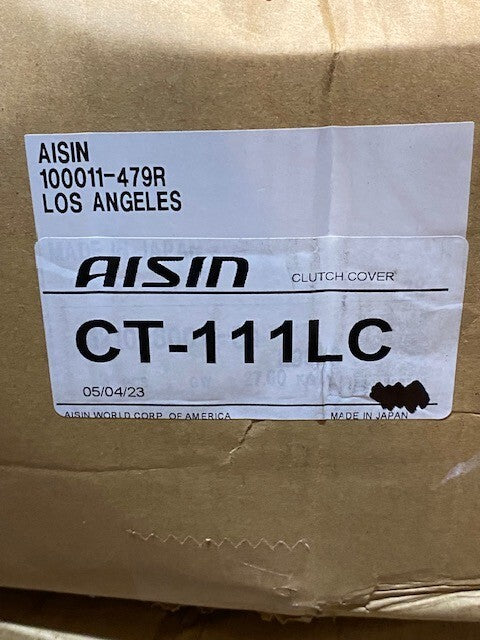 AISIN
100011-479R
LOS ANGELES
AISIN CLUTCH COVER
CT-111LC
05/04/23
AISIN WORLD CORP. OF AMERICA MADE IN JAPAN